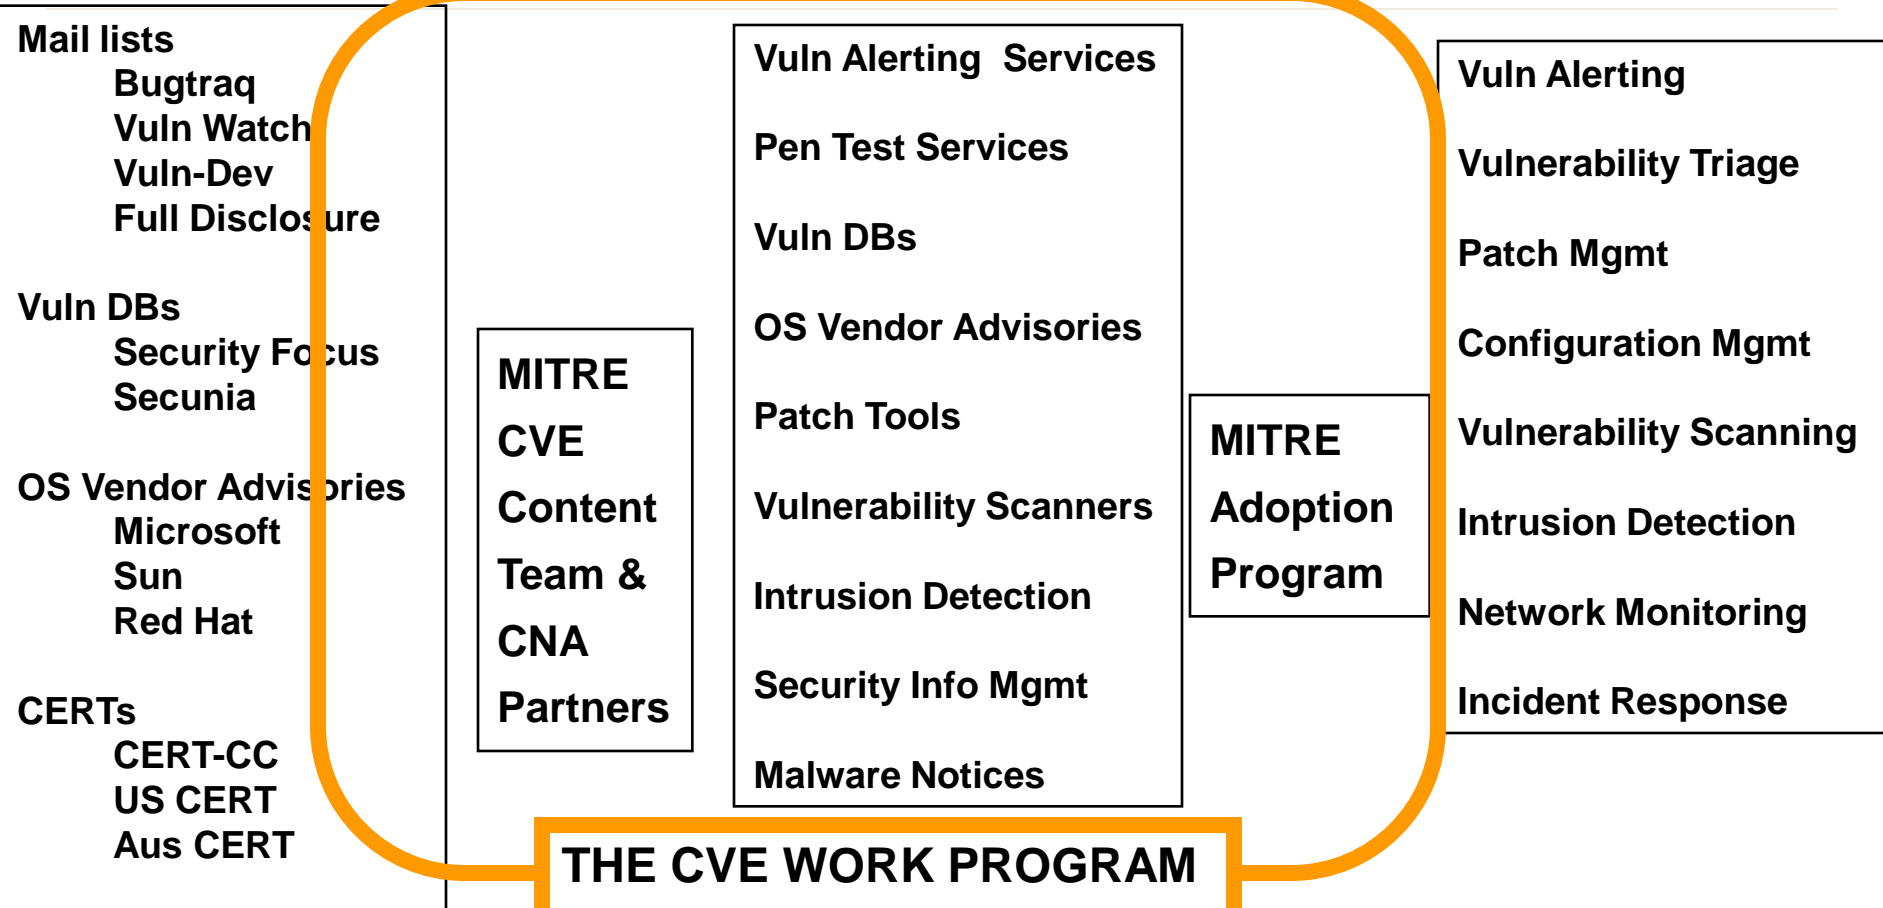 Mail lists
Bugtraq
Vuln Watch
Vuln-Dev
Full Disclosure
Vuln DBs
Security Focus
Secunia
OS Vendor Advisories
Microsoft
Sun
Red Hat
CERTs
CERT-CC
US CERT
Aus CERT
MITRE
CVE
Content
Team &
CNA
Partners
Vuln Alerting Services
Pen Test Services
Vuln DBs
OS Vendor Advisories
Patch Tools
Vulnerability Scanners
Intrusion Detection
Security Info Mgmt
Malware Notices
MITRE
Adoption
Program
Vuln Alerting
Vulnerability Triage
Patch Mgmt
Configuration Mgmt
Vulnerability Scanning
Intrusion Detection
Network Monitoring
Incident Response
THE CVE WORK PROGRAM